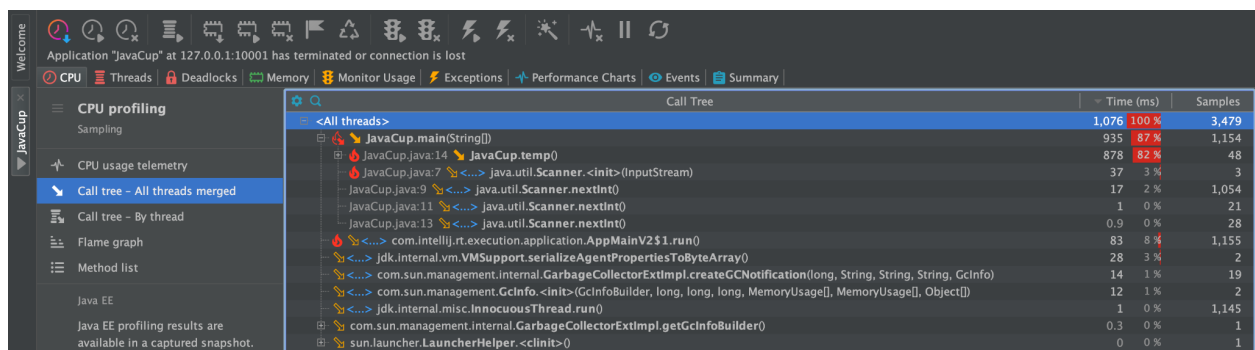 Welcome
JavaCup
Application "JavaCup" at 127.0.0.1:10001 has terminated or connection is lost
CPU Threads Deadlocks Memory Monitor Usage Exceptions Performance Charts Events Summary
CPU profiling
Sampling
CPU usage telemetry
Call tree – All threads merged
Call tree – By thread
Flame graph
Method list
Java EE
Java EE profiling results are
available in a captured snapshot.
Call Tree Time (ms) Samples
<All threads> 1,076 100 % 3,479
JavaCup.main(String[]) 935 87 % 1,154
JavaCup.java:14 JavaCup.temp() 878 82 % 48
JavaCup.java:7 <...> java.util.Scanner.<init>(InputStream) 37 3 % 3
JavaCup.java:9 <...> java.util.Scanner.nextInt() 17 2 % 1,054
JavaCup.java:11 <...> java.util.Scanner.nextInt() 1 0 % 21
JavaCup.java:13 <...> java.util.Scanner.nextInt() 0.9 0 % 28
<...> com.intellij.rt.execution.application.AppMainV2$1.run() 83 8 % 1,155
<...> jdk.internal.vm.VMSupport.serializeAgentPropertiesToByteArray() 28 3 % 2
<...> com.sun.management.internal.GarbageCollectorExtImpl.createGCNotification(long, String, String, String, GcInfo) 14 1 % 19
<...> com.sun.management.GcInfo.<init>(GcInfoBuilder, long, long, long, MemoryUsage[], MemoryUsage[], Object[]) 12 1 % 2
<...> jdk.internal.misc.InnocuousThread.run() 1 0 % 1,145
com.sun.management.internal.GarbageCollectorExtImpl.getGcInfoBuilder() 0.3 0 % 1
sun.launcher.LauncherHelper.<clinit>() 0 0 % 1